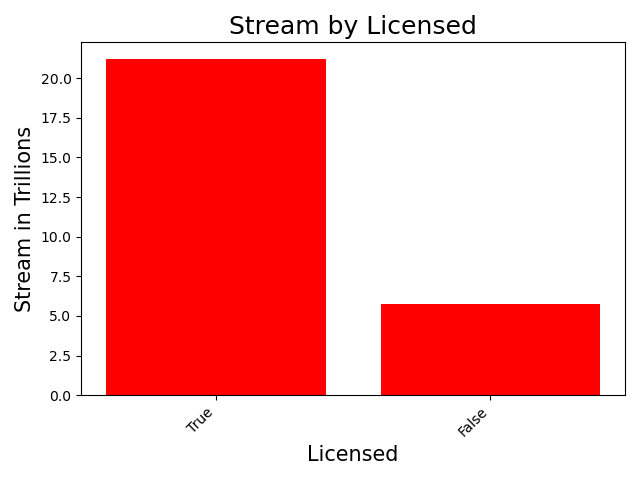 Stream by Licensed
Stream in Trillions
20.0
17.5
15.0
12.5
10.0
7.5
5.0
2.5
0.0
True
False
Licensed